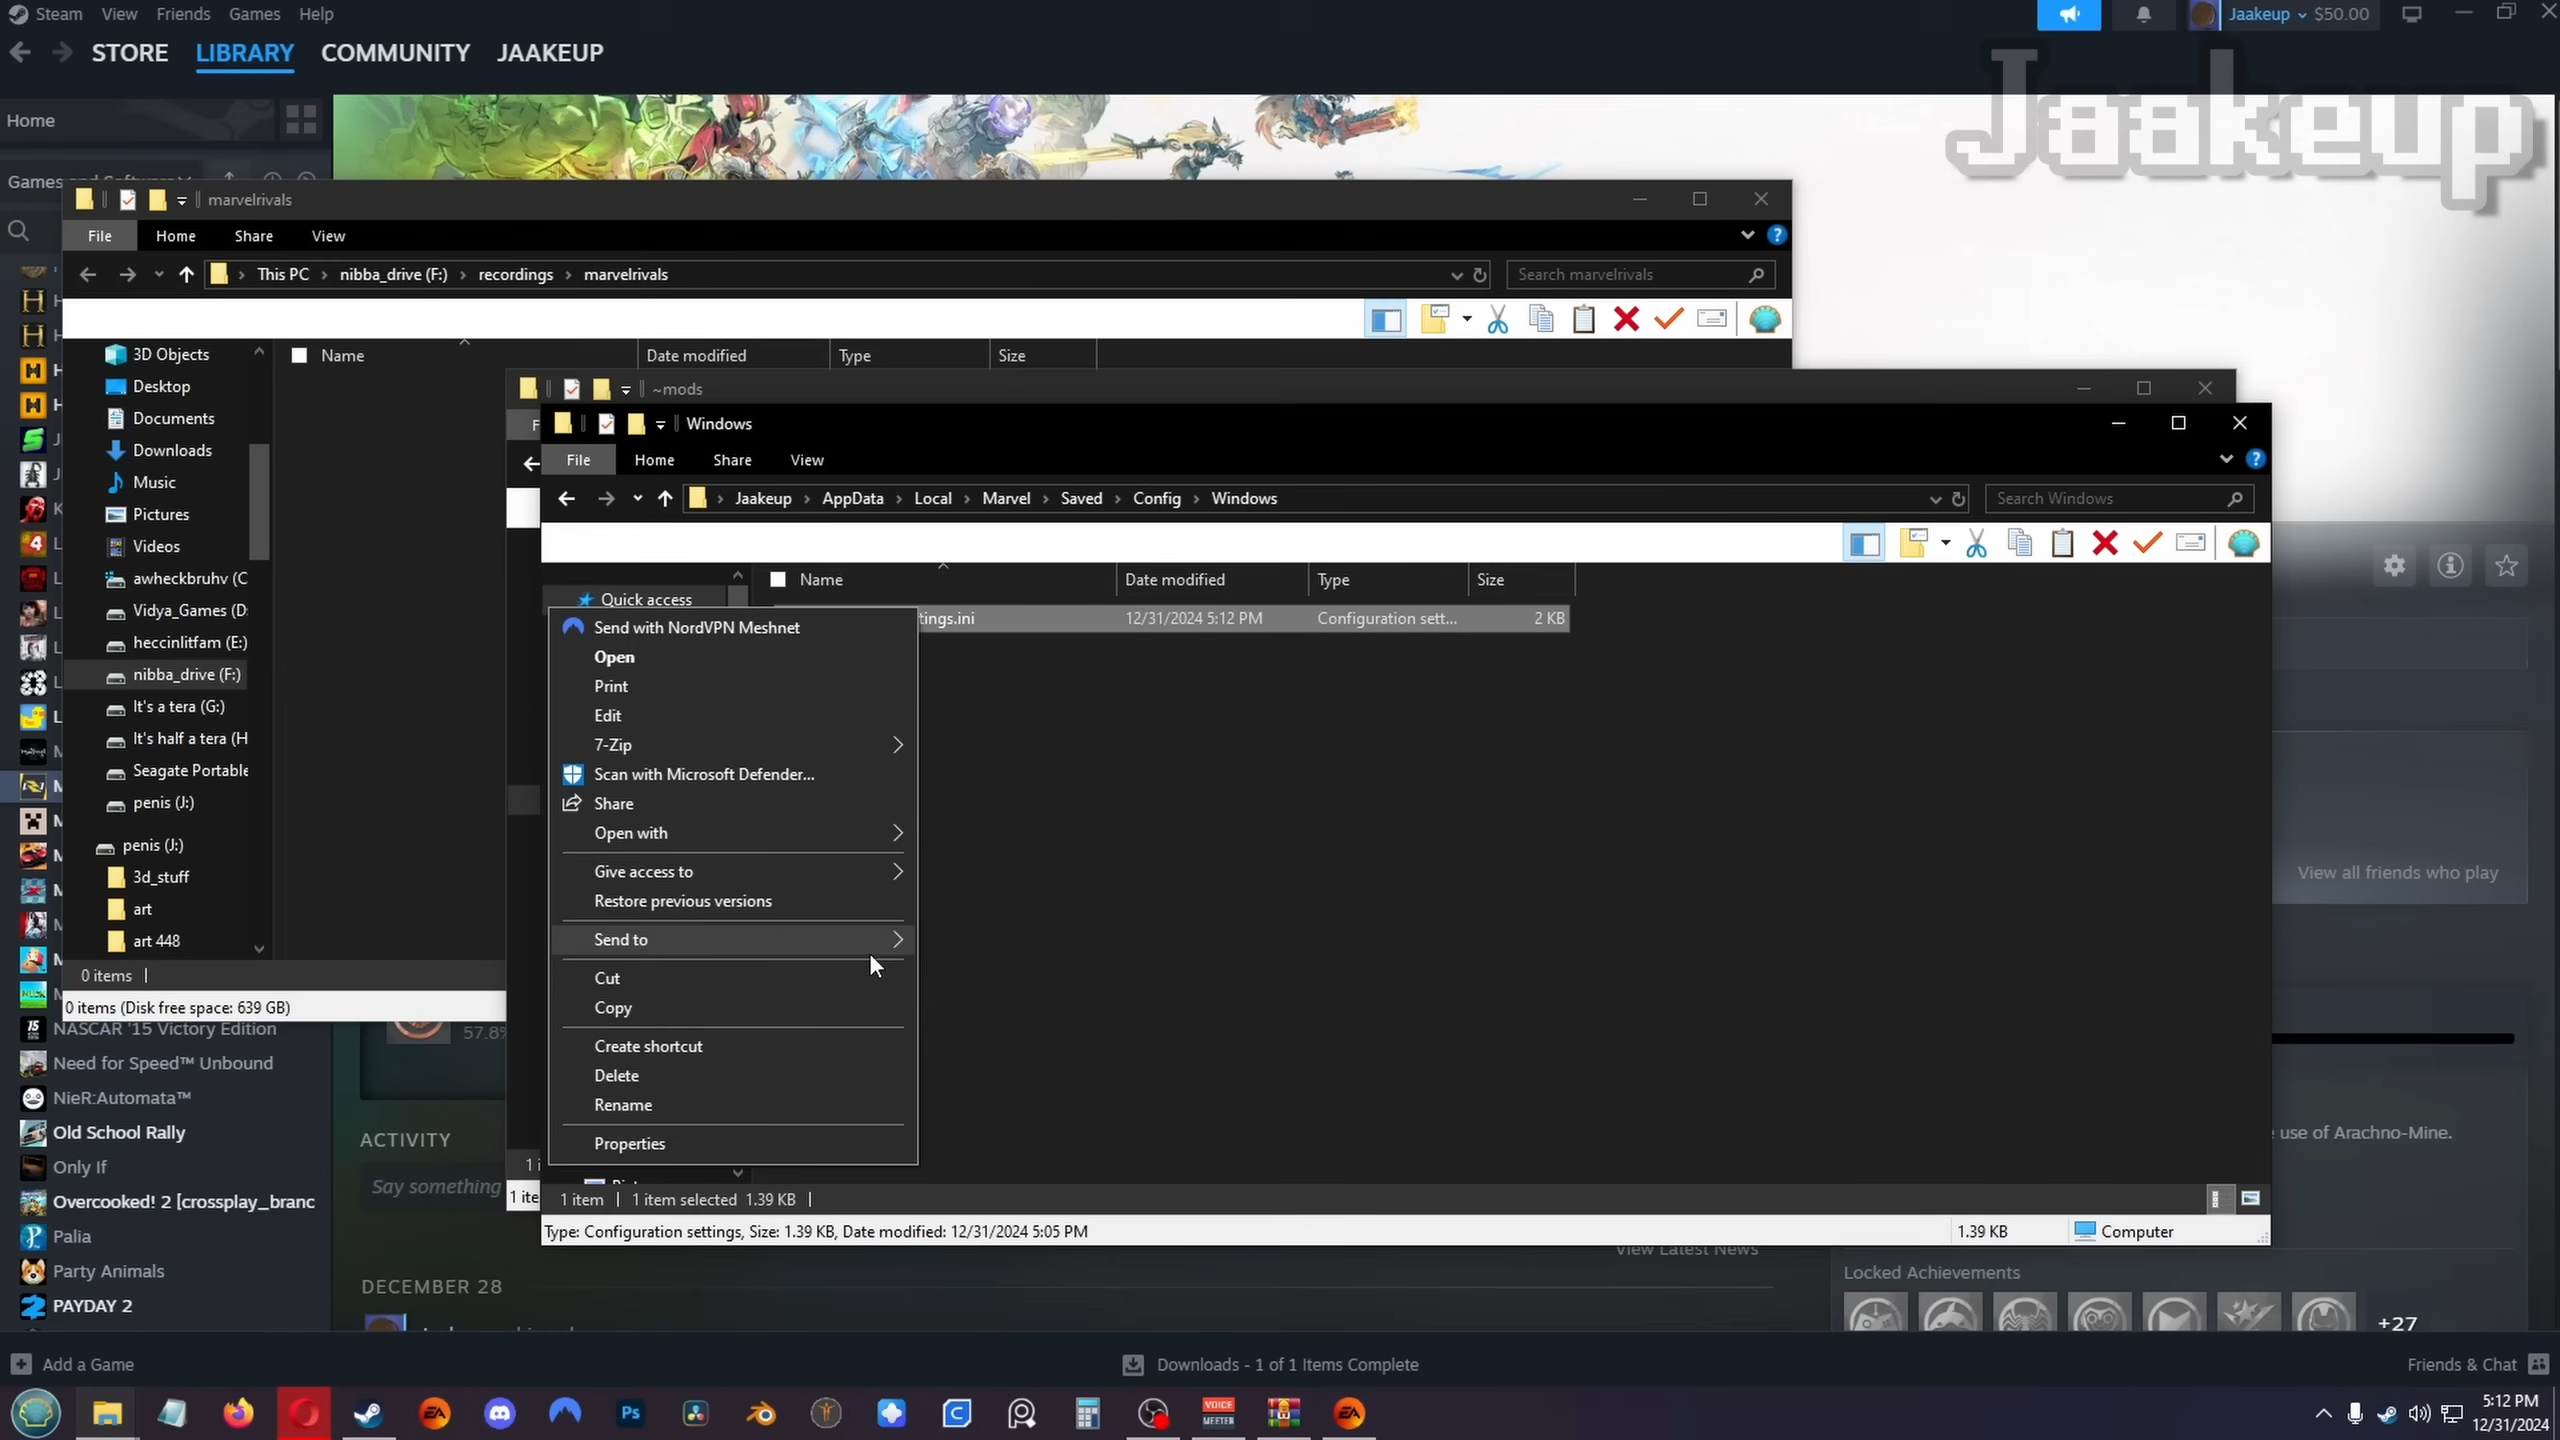 Steam View Friends Games Help
Jaakeup $50.00
STORE LIBRARY COMMUNITY JAAKEUP
Jaakeup
Home
marvelrivals
File Home Share View
This PC › nibba_drive (F:) › recordings › marvelrivals
Search marvelrivals
Name Date modified Type Size
3D Objects
Desktop
Documents
Downloads
Music
Pictures
Videos
awheckbruhv (C
Vidya_Games (D:
heccinlitfam (E:)
nibba_drive (F:)
It's a tera (G:)
It's half a tera (H
Seagate Portable
penis (J:)
penis (J:)
3d_stuff
art
art 448
0 items
0 items (Disk free space: 639 GB)
~mods
Windows
File Home Share View
Jaakeup › AppData › Local › Marvel › Saved › Config › Windows
Search Windows
Name Date modified Type Size
Quick access
tings.ini 12/31/2024 5:12 PM Configuration sett... 2 KB
Send with NordVPN Meshnet
Open
Print
Edit
7-Zip
Scan with Microsoft Defender...
Share
Open with
Give access to
Restore previous versions
Send to
Cut
Copy
Create shortcut
Delete
Rename
Properties
1 item 1 item selected 1.39 KB
Type: Configuration settings, Size: 1.39 KB, Date modified: 12/31/2024 5:05 PM
1.39 KB Computer
View all friends who play
use of Arachno-Mine.
NASCAR '15 Victory Edition
Need for Speed™ Unbound
NieR:Automata™
Old School Rally
Only If
Overcooked! 2 [crossplay_branc
Palia
Party Animals
PAYDAY 2
57.8%
ACTIVITY
Say something
View Latest News
DECEMBER 28
Locked Achievements
+27
Add a Game
Downloads - 1 of 1 Items Complete
Friends & Chat
Ps
VOICE
MEETER
5:12 PM
12/31/2024